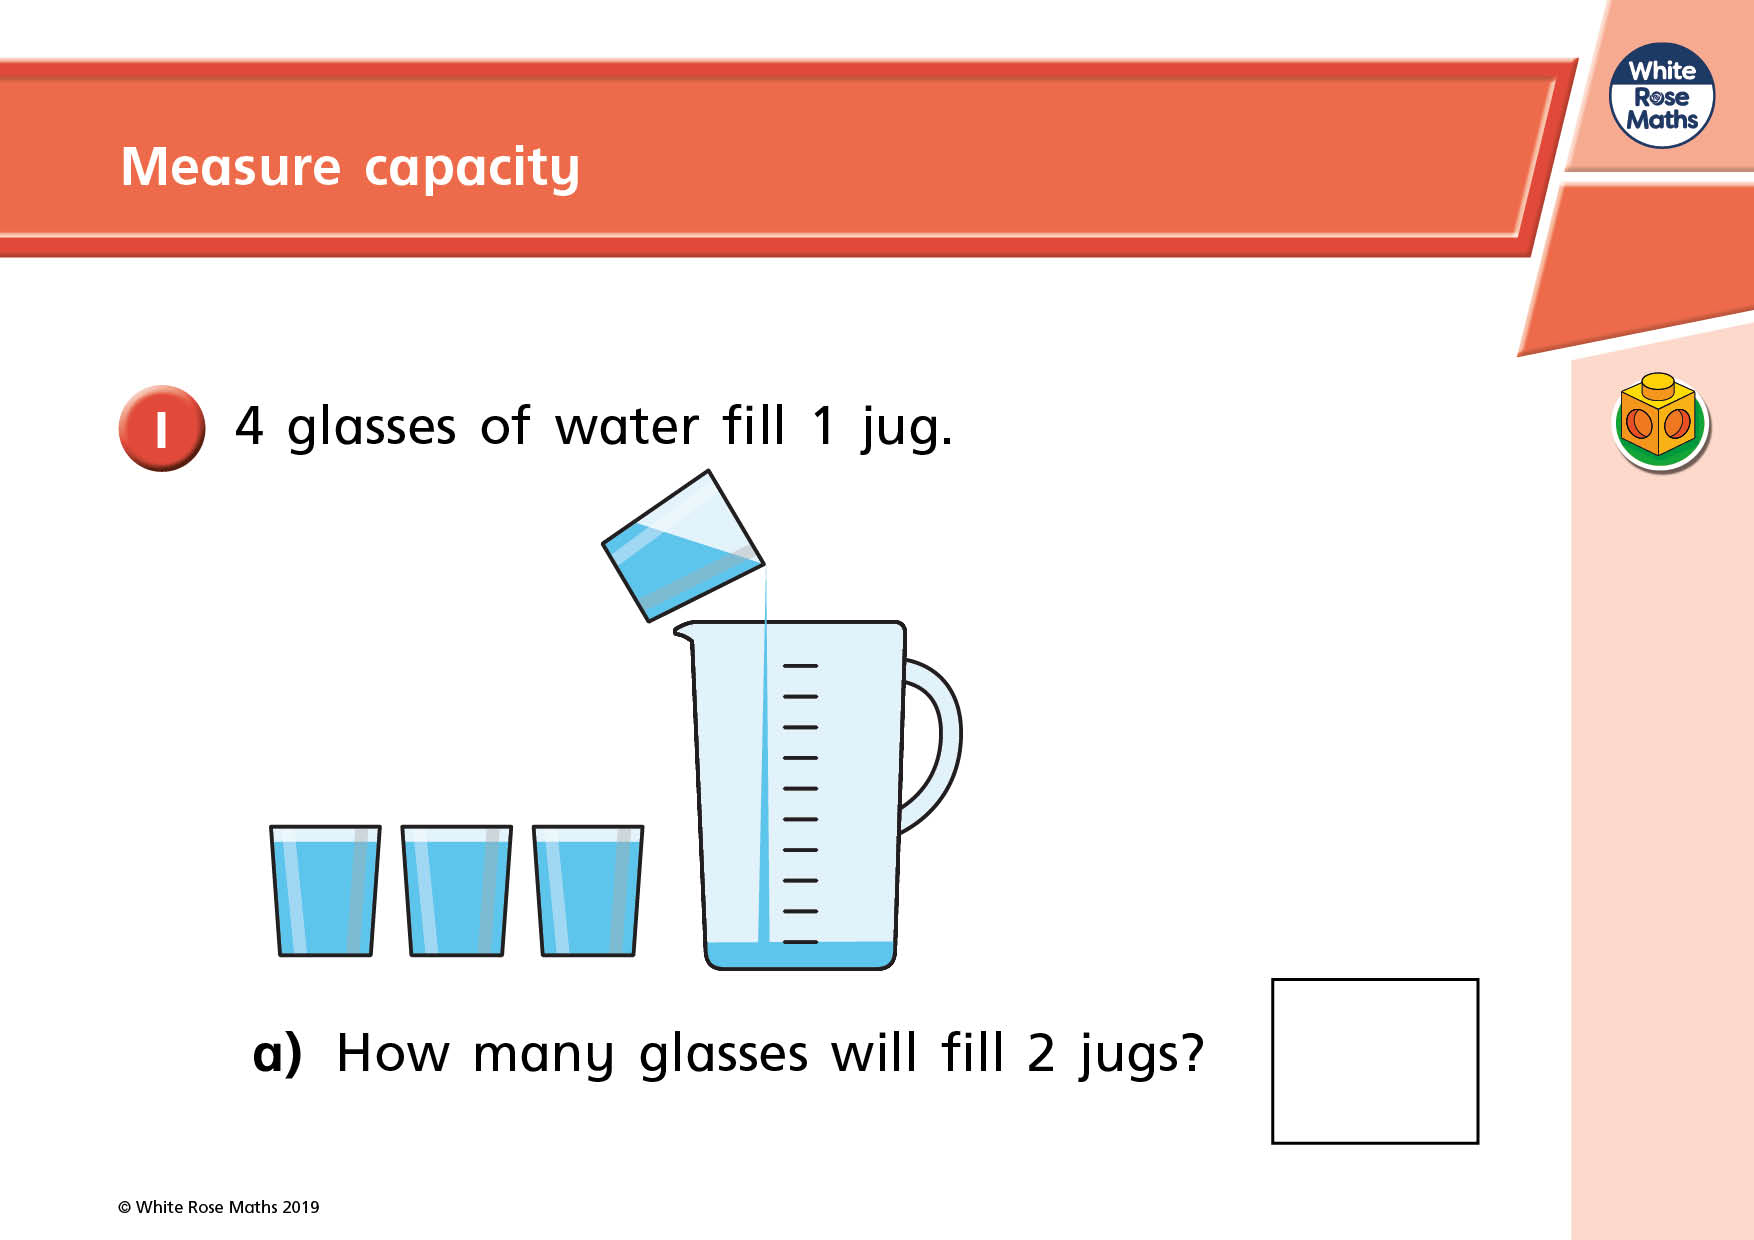 White
Rose
Maths
Measure capacity
1 4 glasses of water fill 1 jug.
a) How many glasses will fill 2 jugs?
© White Rose Maths 2019